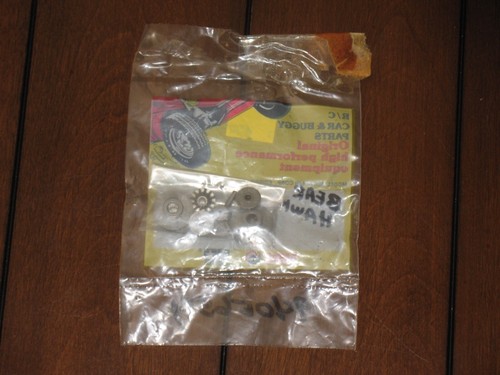 R/C
CAR & BUGGY
PARTS
Original
high performance
equipment
BEAR
HAWK